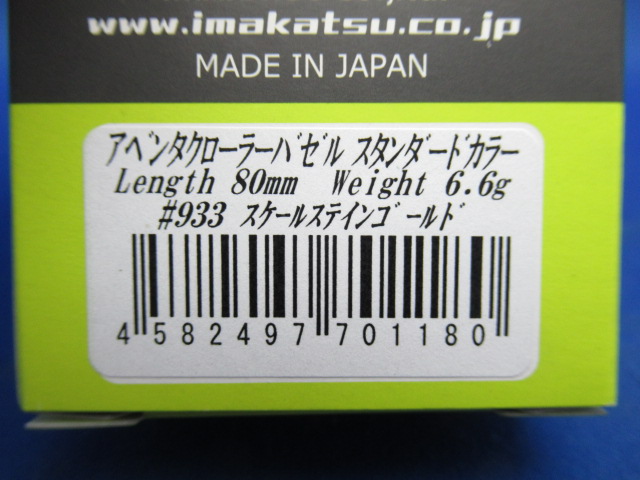 www.imakatsu.co.jp
MADE IN JAPAN
アベンタクローラーバゼル スタンダードカラー
Length 80mm Weight 6.6g
#933 スケールステインゴールド
4 582497 701180